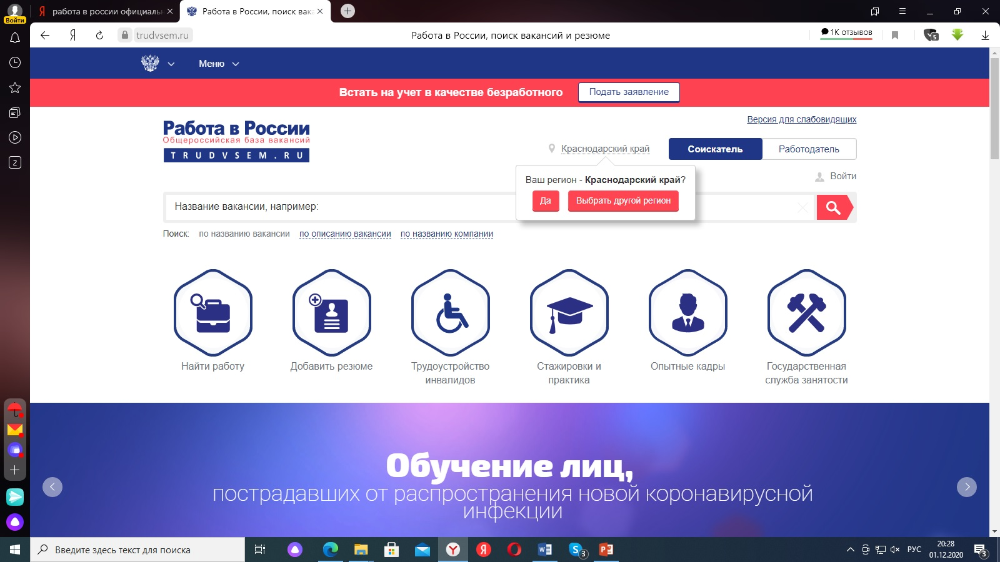 работа в россии официальн
Работа в России, поиск вака
Войти
trudvsem.ru
Работа в России, поиск вакансий и резюме
1К отзывов
5
Меню
Встать на учет в качестве безработного
Подать заявление
Версия для слабовидящих
Работа в России
Общероссийская база вакансий
TRUDVSEM.RU
Краснодарский край
Соискатель
Работодатель
2
Войти
Ваш регион - Краснодарский край?
Да
Выбрать другой регион
Название вакансии, например:
Поиск: по названию вакансии по описанию вакансии по названию компании
Найти работу
Добавить резюме
Трудоустройство
инвалидов
Стажировки и
практика
Опытные кадры
Государственная
служба занятости
Обучение лиц,
пострадавших от распространения новой коронавирусной
инфекции
Введите здесь текст для поиска
3
РУС
20:28
01.12.2020
3